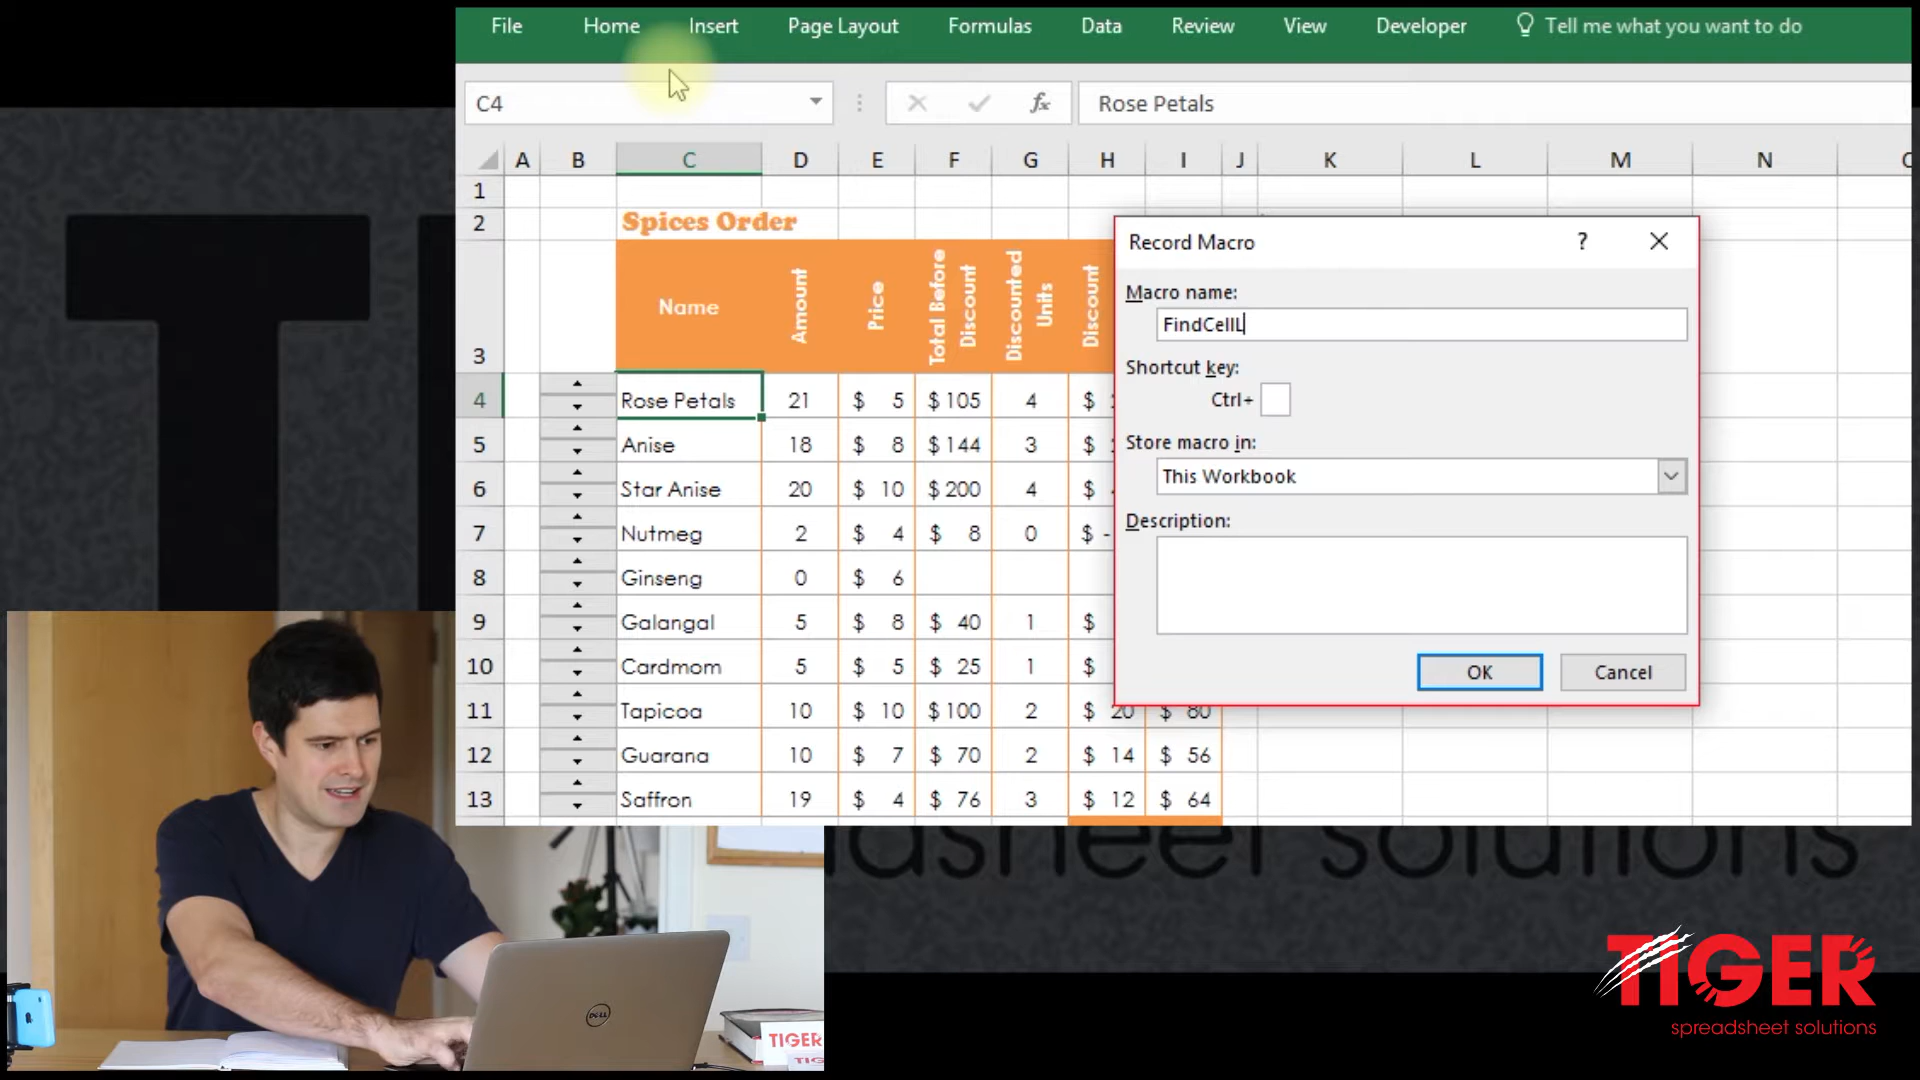 File Home Insert Page Layout Formulas Data Review View Developer Tell me what you want to do
C4 fx Rose Petals
A B C D E F G H I J K L M N
1
2 Spices Order
3 Name Amount Price Total Before Discount Discounted Units Discount
4 Rose Petals 21 $ 5 $ 105 4 $
5 Anise 18 $ 8 $ 144 3 $
6 Star Anise 20 $ 10 $ 200 4 $
7 Nutmeg 2 $ 4 $ 8 0 $ -
8 Ginseng 0 $ 6
9 Galangal 5 $ 8 $ 40 1 $
10 Cardmom 5 $ 5 $ 25 1 $
11 Tapicoa 10 $ 10 $ 100 2 $ 20 $ 80
12 Guarana 10 $ 7 $ 70 2 $ 14 $ 56
13 Saffron 19 $ 4 $ 76 3 $ 12 $ 64
Record Macro ?
Macro name:
FindCellL
Shortcut key:
Ctrl+
Store macro in:
This Workbook
Description:
OK Cancel
DELL
TIGER
solutions
TIGER
spreadsheet solutions